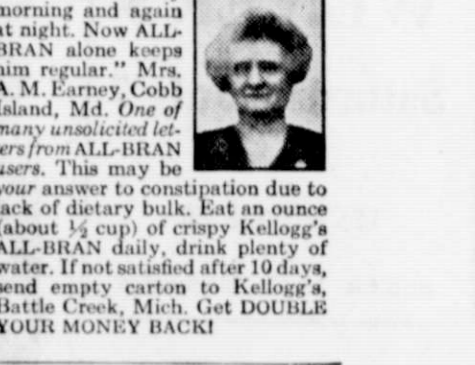 morning and again
at night. Now ALL-
BRAN alone keeps
him regular." Mrs.
A. M. Earney, Cobb
Island, Md. One of
many unsolicited let-
ers from ALL-BRAN
users. This may be
your answer to constipation due to
lack of dietary bulk. Eat an ounce
(about ½ cup) of crispy Kellogg's
ALL-BRAN daily, drink plenty of
water. If not satisfied after 10 days,
send empty carton to Kellogg's,
Battle Creek, Mich. Get DOUBLE
YOUR MONEY BACK!